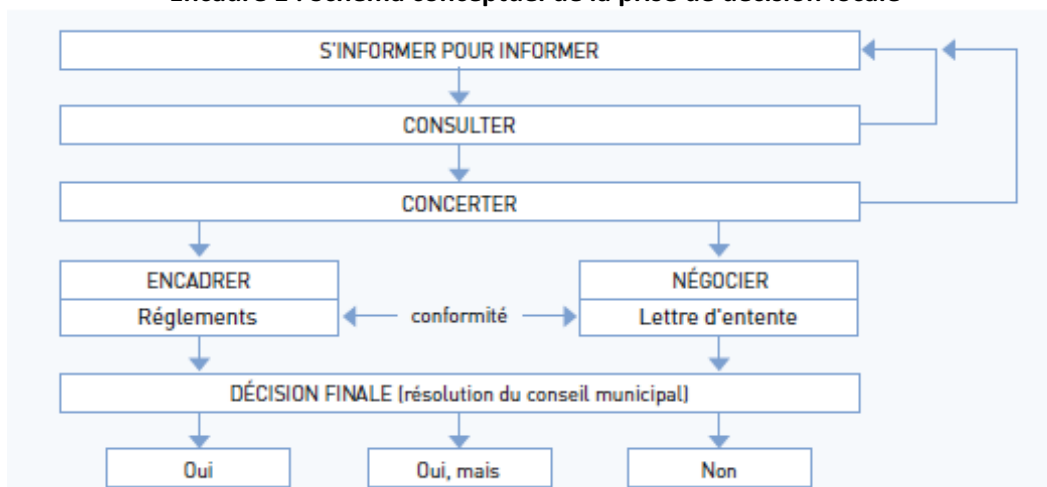 S'INFORMER POUR INFORMER
CONSULTER
CONCERTER
ENCADRER
Réglements
conformité
NÉGOCIER
Lettre d'entente
DÉCISION FINALE (résolution du conseil municipal)
Oui
Oui, mais
Non